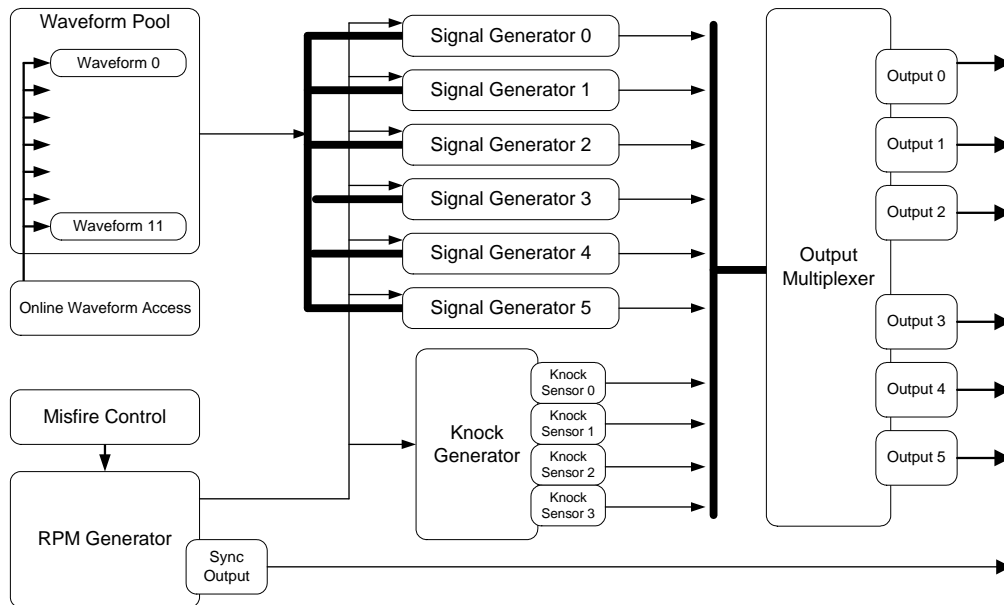 Waveform Pool
Waveform 0
Waveform 11
Online Waveform Access
Misfire Control
RPM Generator
Sync
Output
Signal Generator 0
Signal Generator 1
Signal Generator 2
Signal Generator 3
Signal Generator 4
Signal Generator 5
Knock
Generator
Knock
Sensor 0
Knock
Sensor 1
Knock
Sensor 2
Knock
Sensor 3
Output
Multiplexer
Output 0
Output 1
Output 2
Output 3
Output 4
Output 5